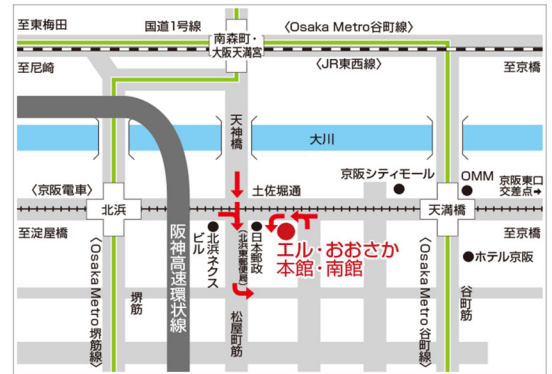 至東梅田
国道1号線
南森町・
大阪天満宮
〈Osaka Metro谷町線〉
至尼崎
〈JR東西線〉
至京橋
天神橋
大川
京阪シティモール
OMM
京阪東口
交差点→
〈京阪電車〉
土佐堀通
北浜
天満橋
至淀屋橋
至京橋
阪神高速環状線
北浜ネクス
ビル
(北浜東郵便局)
日本郵政
エル・おおさか
本館・南館
ホテル京阪
〈Osaka Metro堺筋線〉
堺筋
松屋町筋
〈Osaka Metro谷町線〉
谷町筋